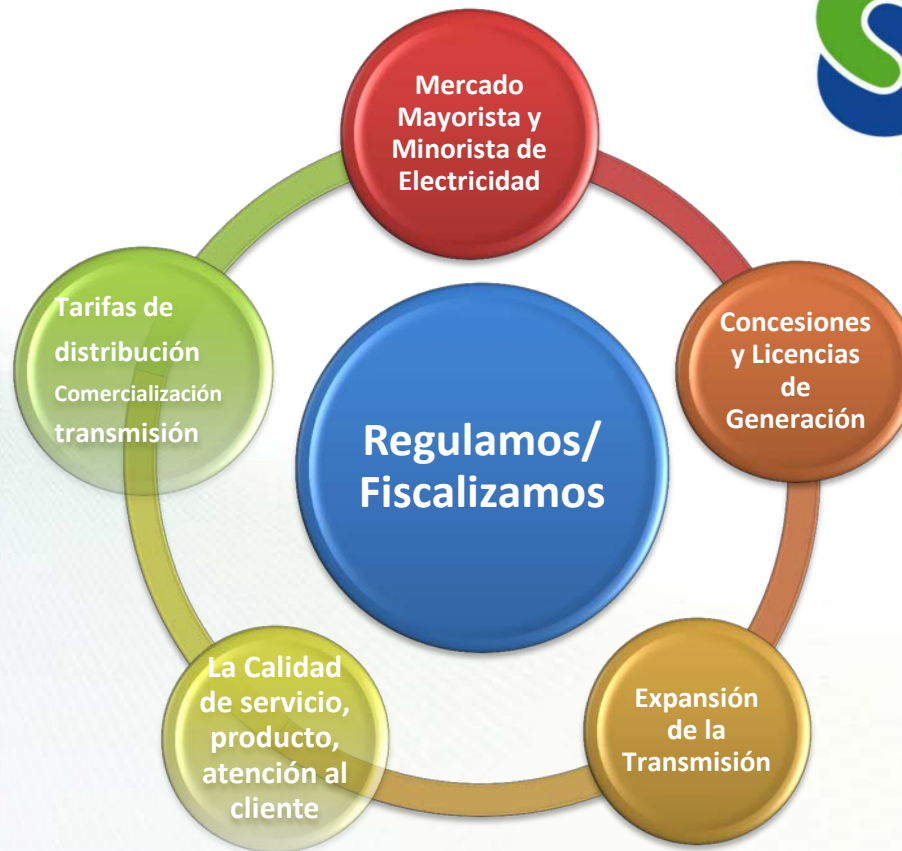 Mercado
Mayorista y
Minorista de
Electricidad
Concesiones
y Licencias
de
Generación
Expansión
de la
Transmisión
La Calidad
de servicio,
producto,
atención al
cliente
Tarifas de
distribución
Comercialización
transmisión
Regulamos/
Fiscalizamos